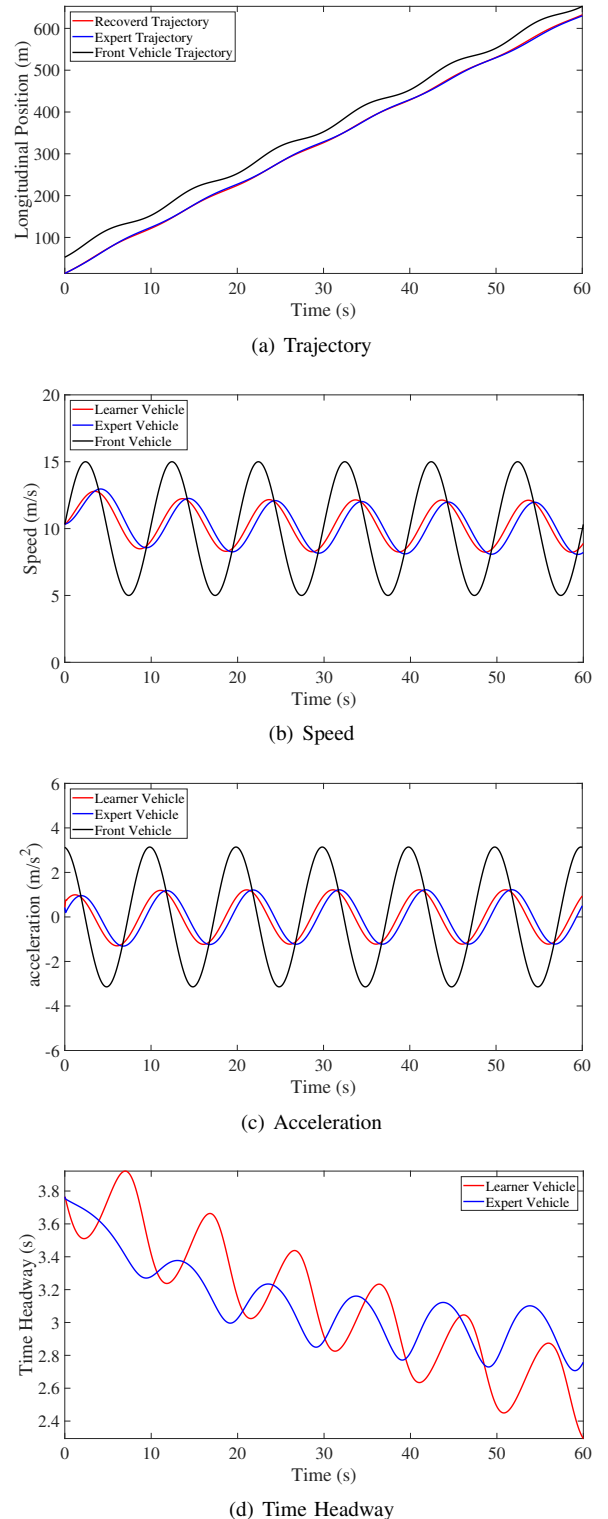 Recoverd Trajectory
Expert Trajectory
Front Vehicle Trajectory
Longitudinal Position (m)
600
500
400
300
200
100
0 10 20 30 40 50 60
Time (s)
(a) Trajectory
Learner Vehicle
Expert Vehicle
Front Vehicle
Speed (m/s)
20
15
10
5
0
0 10 20 30 40 50 60
Time (s)
(b) Speed
Learner Vehicle
Expert Vehicle
Front Vehicle
acceleration (m/s²)
6
4
2
0
-2
-4
-6
0 10 20 30 40 50 60
Time (s)
(c) Acceleration
Learner Vehicle
Expert Vehicle
Time Headway (s)
3.8
3.6
3.4
3.2
3
2.8
2.6
2.4
0 10 20 30 40 50 60
Time (s)
(d) Time Headway